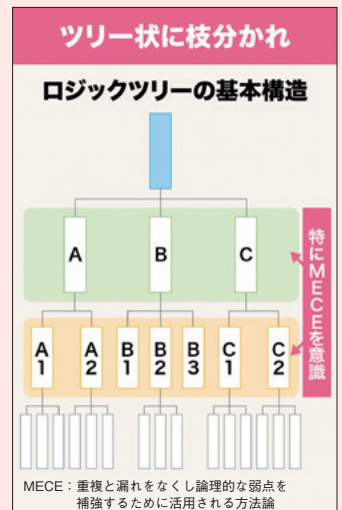 ツリー状に枝分かれ
ロジックツリーの基本構造
A
B
C
特にMECEを意識
A1
A2
B1
B2
B3
C1
C2
MECE：重複と漏れをなくし論理的な弱点を
補強するために活用される方法論